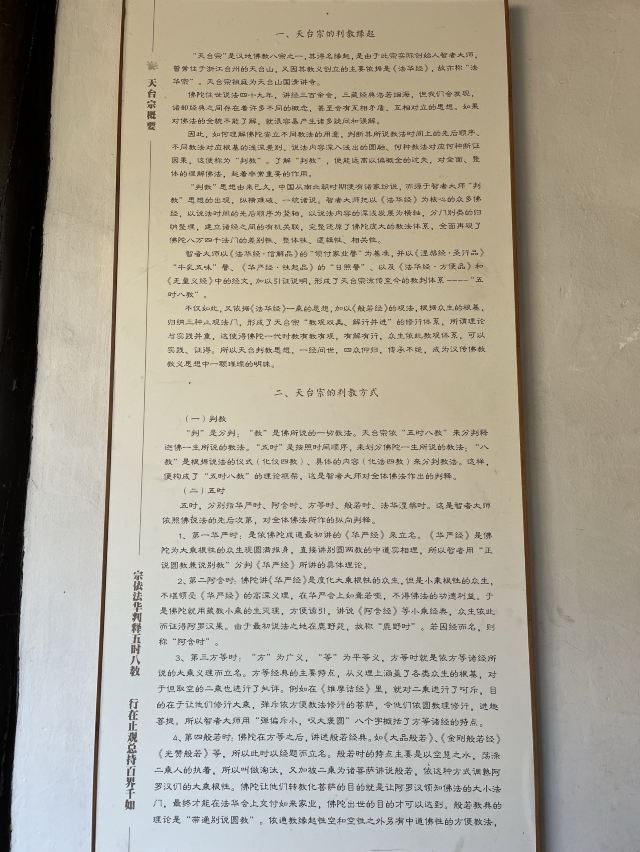 一、天台宗的判教缘起
“天台宗”是汉地佛教八宗之一，其得名缘起，是由于此宗实际创始人智者大师，
曾常住于浙江台州的天台山，又因其教义创立的主要依据是《法华经》，故亦称“法
华宗”。天台宗祖庭为天台山国清讲寺。
佛陀住世说法四十九年，讲经三百余会，三藏经典浩若烟海，但我们会发现，
诸部经典之间存在着许多不同的概念，甚至会有互相矛盾、互相对立的思想。如果
对佛法的全貌不能了解，就很容易产生诸多疑问和误解。
因此，如何理解佛陀安立不同教法的用意，判断其所说教法时间上的先后顺序、
不同教法对应根基的浅深差别、说法内容深入浅出的圆融、何种教法对应何种断证
因果，这便称为“判教”。了解“判教”，便能远离以偏概全的过失，对全面、整
体的理解佛法，起着非常重要的作用。
“判教”思想由来已久，中国从南北朝时期便有诸家纷说，而源于智者大师“判
教”思想的出现，纵横难破、一统诸说。智者大师把以《法华经》为核心的众多佛
经，以说法时间的先后顺序为竖轴，以说法内容的深浅发展为横轴，分门别类的归
纳整理，建立诸经之间的有机关联，完整还原了佛陀庞大的教法体系，全面再现了
佛陀八万四千法门的差别性、整体性、逻辑性、相关性。
智者大师以《法华经·信解品》的“领付家业譬”为基准，并以《涅槃经·圣行品》
“牛乳五味”譬、《华严经·性起品》的“日照譬”、以及《法华经·方便品》和
《无量义经》中的经文，加以引证说明，形成了天台宗流传至今的教判体系————“五
时八教”。
不仅如此，又依据《法华经》一乘的思想，加以《般若经》的观法，根据众生的根基，
归纳三种止观法门，形成了天台宗“教观双美、解行并进”的修行体系，所谓理论
与实践并重，这使得佛陀一代时教有教有观，有解有行，众生依此教观体系，可以
实践、证得。所以天台判教思想，一经问世，四众仰归，传承不绝，成为汉传佛教
教义思想中一颗璀璨的明珠。
二、天台宗的判教方式
（一）判教
“判”是分判；“教”是佛所说的一切教法。天台宗依“五时八教”来分判释
迦佛一生所说的教法。“五时”是按照时间顺序，来划分佛陀一生所说的教法；“八
教”是根据说法的仪式（化仪四教）、具体的内容（化法四教）来分判教法。这样，
便构成了“五时八教”的理论框架，这是智者大师对全体佛法作出的判释。
（二）五时
五时，分别指华严时、阿含时、方等时、般若时、法华涅槃时。这是智者大师
依照佛说法的先后次第，对全体佛法所作的纵向判释。
1、第一华严时：是依佛陀成道最初讲的《华严经》来立名。《华严经》是佛
陀为大乘根性的众生现圆满报身，直接讲别圆两教的中道实相理，所以智者用“正
说圆教兼说别教”分判《华严经》所讲的具体理论。
2、第二阿含时：佛陀讲《华严经》是度化大乘根性的众生，但是小乘根性的众生，
不堪领受《华严经》的高深义理，在华严会上如聋若哑，不得佛法的功德利益。于
是佛陀就用藏教小乘的生灭理，方便诱引，讲说《阿含经》等小乘经典，众生依此
而证得阿罗汉果。由于最初说法之地在鹿野苑，故称“鹿野时”。若因经而名，则
称“阿含时”。
3、第三方等时：“方”为广义，“等”为平等义，方等时就是依方等诸经所
说的大乘义理而立名。方等经典的主要特点，从义理上涵盖了各类众生的根基，对
于但取空的二乘也进行了批评。例如在《维摩诘经》里，就对二乘进行了呵斥，目
的在于让他们修行大乘，弹斥依方便教法修行的菩萨，令他们依圆教理修行，进趣
菩提。所以智者大师用“弹偏斥小，叹大褒圆”八个字概括了方等诸经的特点。
4、第四般若时：佛陀在方等之后，讲述般若经典，如《大品般若》、《金刚般若经》
《光赞般若》等，所以此时以经题而立名。般若时的特点主要是以空慧之水，荡涤
二乘人的执着，所以叫做淘汰，又加被二乘为诸菩萨讲说般若，依这种方式调熟阿
罗汉们的大乘根性。佛陀让他们转教化菩萨的目的就是让阿罗汉领知佛法的大小法
门，最终才能在法华会上交付如来家业，佛陀出世的目的才可以达到。般若教典的
理论是“带通别说圆教”。依通教缘起性空和空性之外另有中道佛性的方便教法，
天台宗概要
宗依法华判释五时八教
行在止观总持百界千如